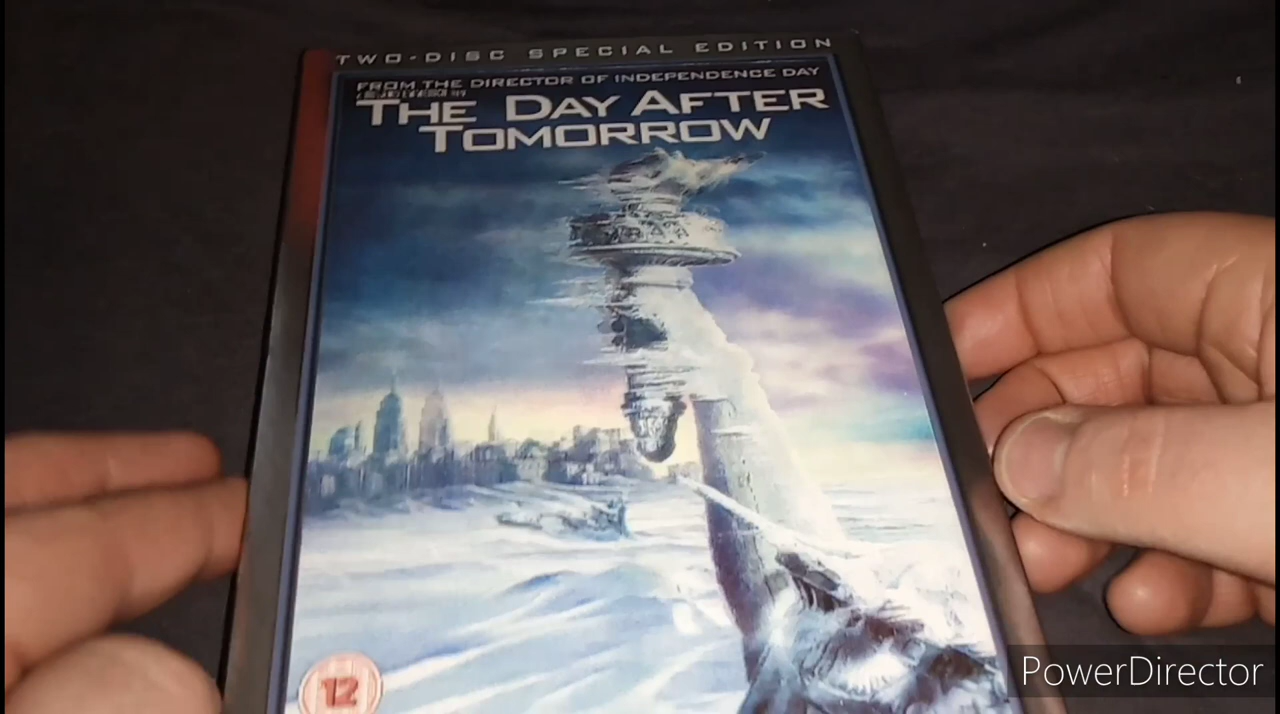 TWO-DISC SPECIAL EDITION
FROM THE DIRECTOR OF INDEPENDENCE DAY
THE DAY AFTER
TOMORROW
12
PowerDirector